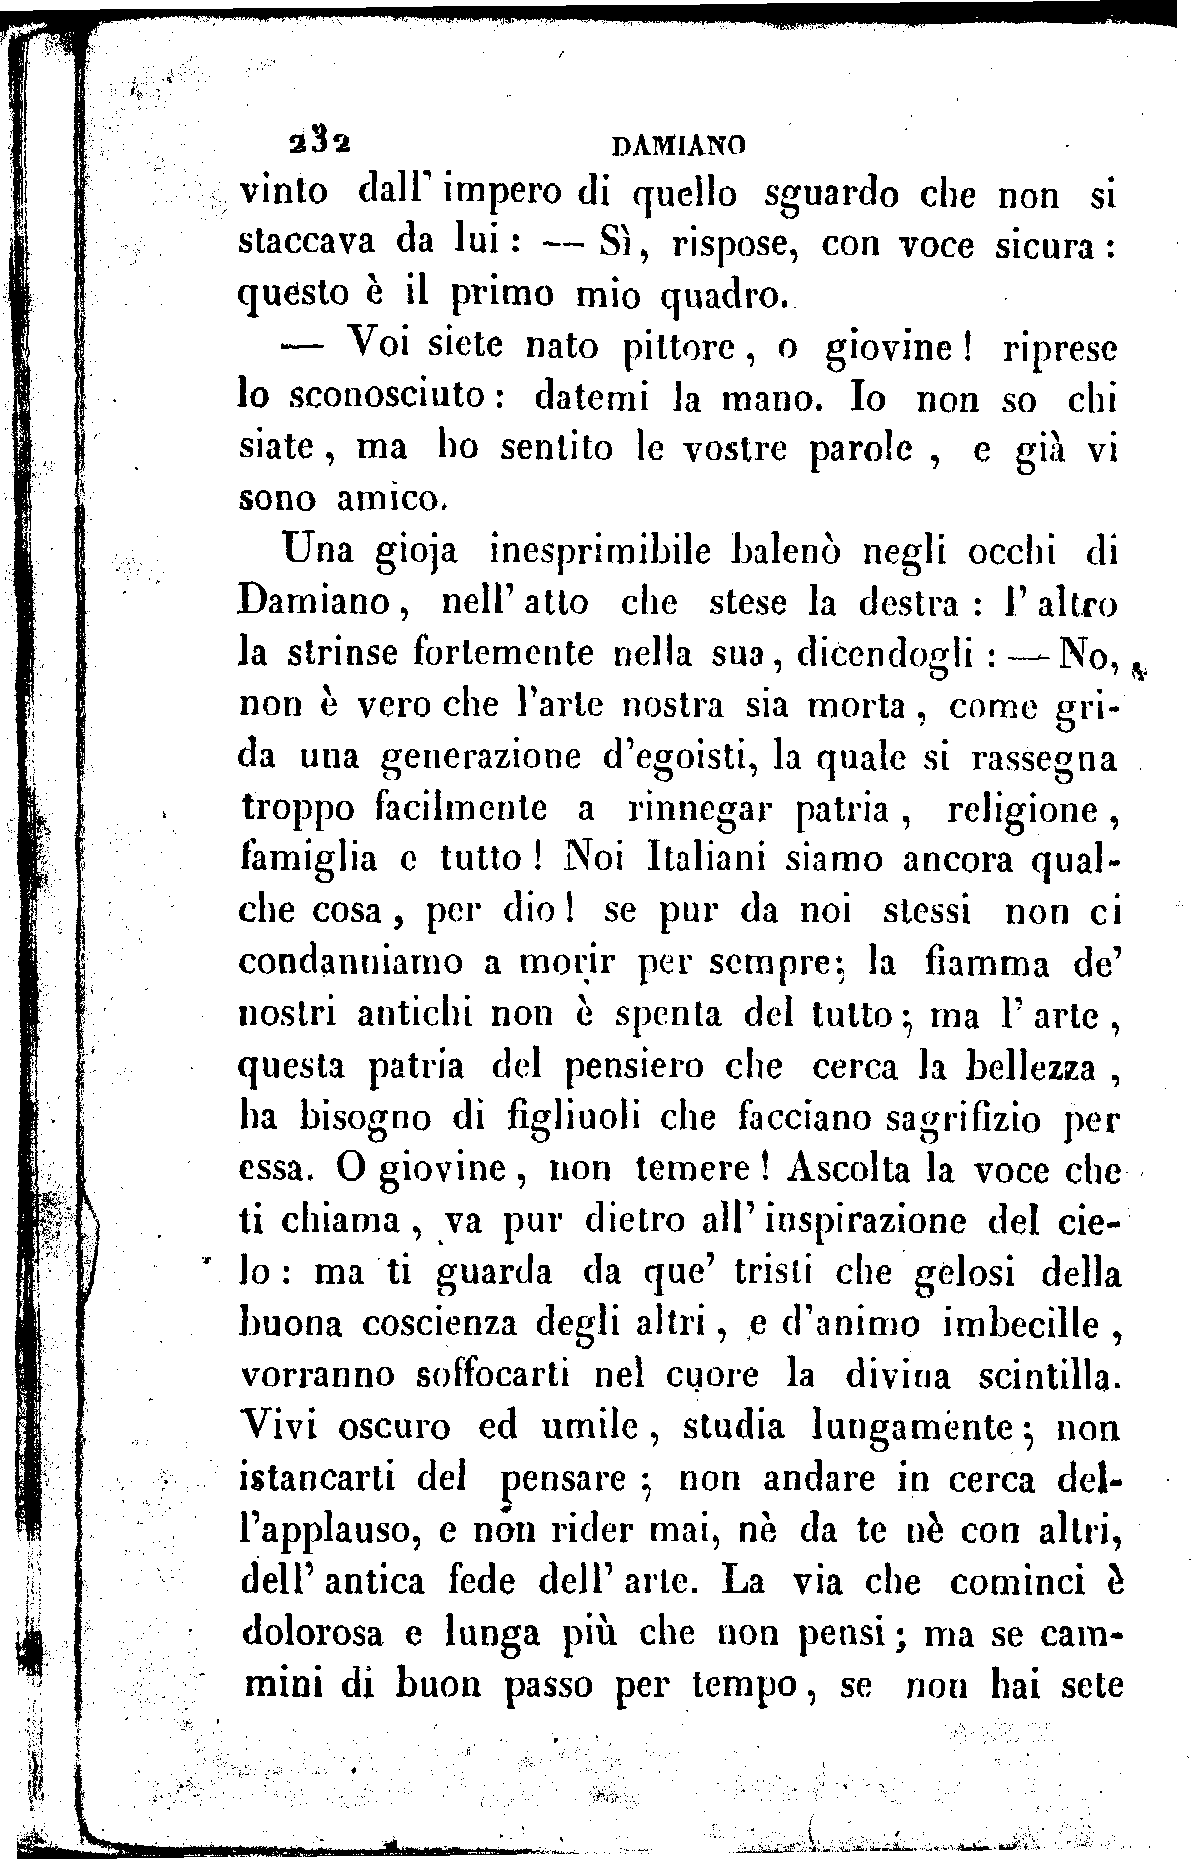 232 DAMIANO
vinto dall' impero di quello sguardo che non si
staccava da lui : — Sì, rispose, con voce sicura :
questo è il primo mio quadro.
— Voi siete nato pittore, o giovine ! riprese
lo sconosciuto : datemi la mano. Io non so chi
siate, ma ho sentito le vostre parole, e già vi
sono amico.
Una gioja inesprimibile balenò negli occhi di
Damiano, nell' atto che stese la destra : l' altro
la strinse fortemente nella sua, dicendogli : — No,
non è vero che l'arte nostra sia morta, come gri-
da una generazione d'egoisti, la quale si rassegna
troppo facilmente a rinnegar patria, religione,
famiglia e tutto ! Noi Italiani siamo ancora qual-
che cosa, per dio ! se pur da noi stessi non ci
condanniamo a morir per sempre; la fiamma de'
nostri antichi non è spenta del tutto; ma l' arte,
questa patria del pensiero che cerca la bellezza,
ha bisogno di figliuoli che facciano sagrifizio per
essa. O giovine, non temere ! Ascolta la voce che
ti chiama, va pur dietro all' inspirazione del cie-
lo : ma ti guarda da que' tristi che gelosi della
buona coscienza degli altri, e d'animo imbecille,
vorranno soffocarti nel cuore la divina scintilla.
Vivi oscuro ed umile, studia lungamente; non
istancarti del pensare; non andare in cerca del-
l'applauso, e non rider mai, nè da te nè con altri,
dell' antica fede dell' arte. La via che cominci è
dolorosa e lunga più che non pensi; ma se cam-
mini di buon passo per tempo, se non hai sete